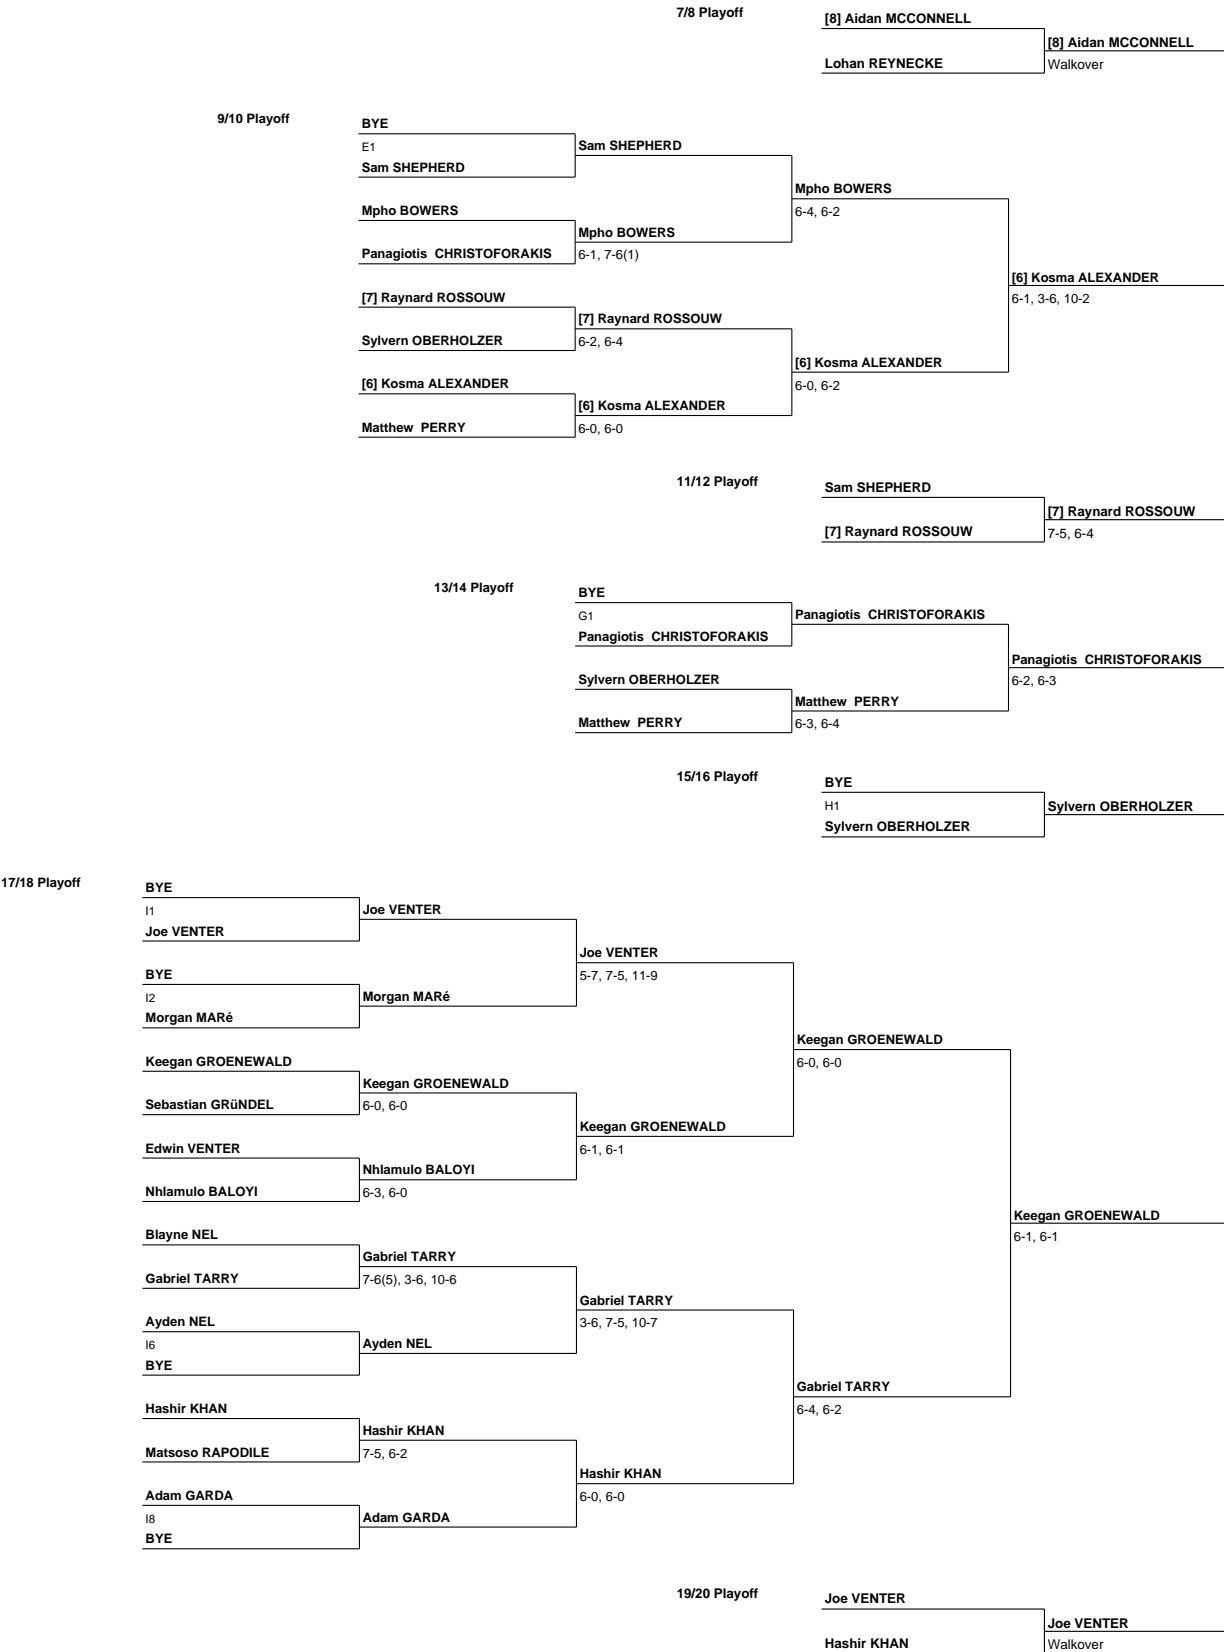 7/8 Playoff
[8] Aidan MCCONNELL
[8] Aidan MCCONNELL
Lohan REYNECKE
Walkover
9/10 Playoff
BYE
E1
Sam SHEPHERD
Sam SHEPHERD
Mpho BOWERS
6-4, 6-2
Mpho BOWERS
Mpho BOWERS
Panagiotis CHRISTOFORAKIS
6-1, 7-6(1)
[6] Kosma ALEXANDER
6-1, 3-6, 10-2
[7] Raynard ROSSOUW
[7] Raynard ROSSOUW
Sylvern OBERHOLZER
6-2, 6-4
[6] Kosma ALEXANDER
6-0, 6-2
[6] Kosma ALEXANDER
[6] Kosma ALEXANDER
Matthew PERRY
6-0, 6-0
11/12 Playoff
Sam SHEPHERD
[7] Raynard ROSSOUW
[7] Raynard ROSSOUW
7-5, 6-4
13/14 Playoff
BYE
G1
Panagiotis CHRISTOFORAKIS
Panagiotis CHRISTOFORAKIS
Panagiotis CHRISTOFORAKIS
6-2, 6-3
Sylvern OBERHOLZER
Matthew PERRY
Matthew PERRY
6-3, 6-4
15/16 Playoff
BYE
H1
Sylvern OBERHOLZER
Sylvern OBERHOLZER
17/18 Playoff
BYE
I1
Joe VENTER
Joe VENTER
Joe VENTER
5-7, 7-5, 11-9
BYE
I2
Morgan MARé
Morgan MARé
Keegan GROENEWALD
6-0, 6-0
Keegan GROENEWALD
Keegan GROENEWALD
Sebastian GRüNDEL
6-0, 6-0
Keegan GROENEWALD
6-1, 6-1
Edwin VENTER
Nhlamulo BALOYI
Nhlamulo BALOYI
6-3, 6-0
Keegan GROENEWALD
6-1, 6-1
Blayne NEL
Gabriel TARRY
Gabriel TARRY
7-6(5), 3-6, 10-6
Gabriel TARRY
3-6, 7-5, 10-7
Ayden NEL
I6
Ayden NEL
BYE
Gabriel TARRY
6-4, 6-2
Hashir KHAN
Hashir KHAN
Matsoso RAPODILE
7-5, 6-2
Hashir KHAN
6-0, 6-0
Adam GARDA
I8
Adam GARDA
BYE
19/20 Playoff
Joe VENTER
Joe VENTER
Hashir KHAN
Walkover